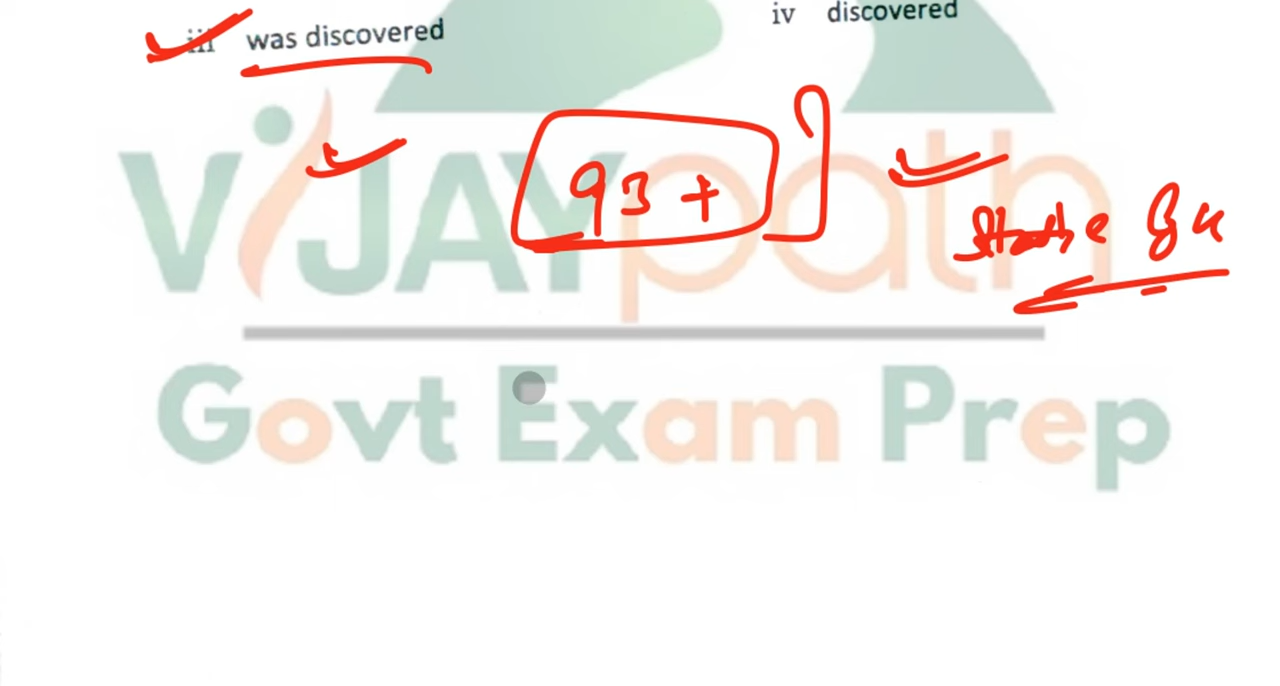 iii was discovered
iv discovered
93 +
VIJAYpath
Govt Exam Prep